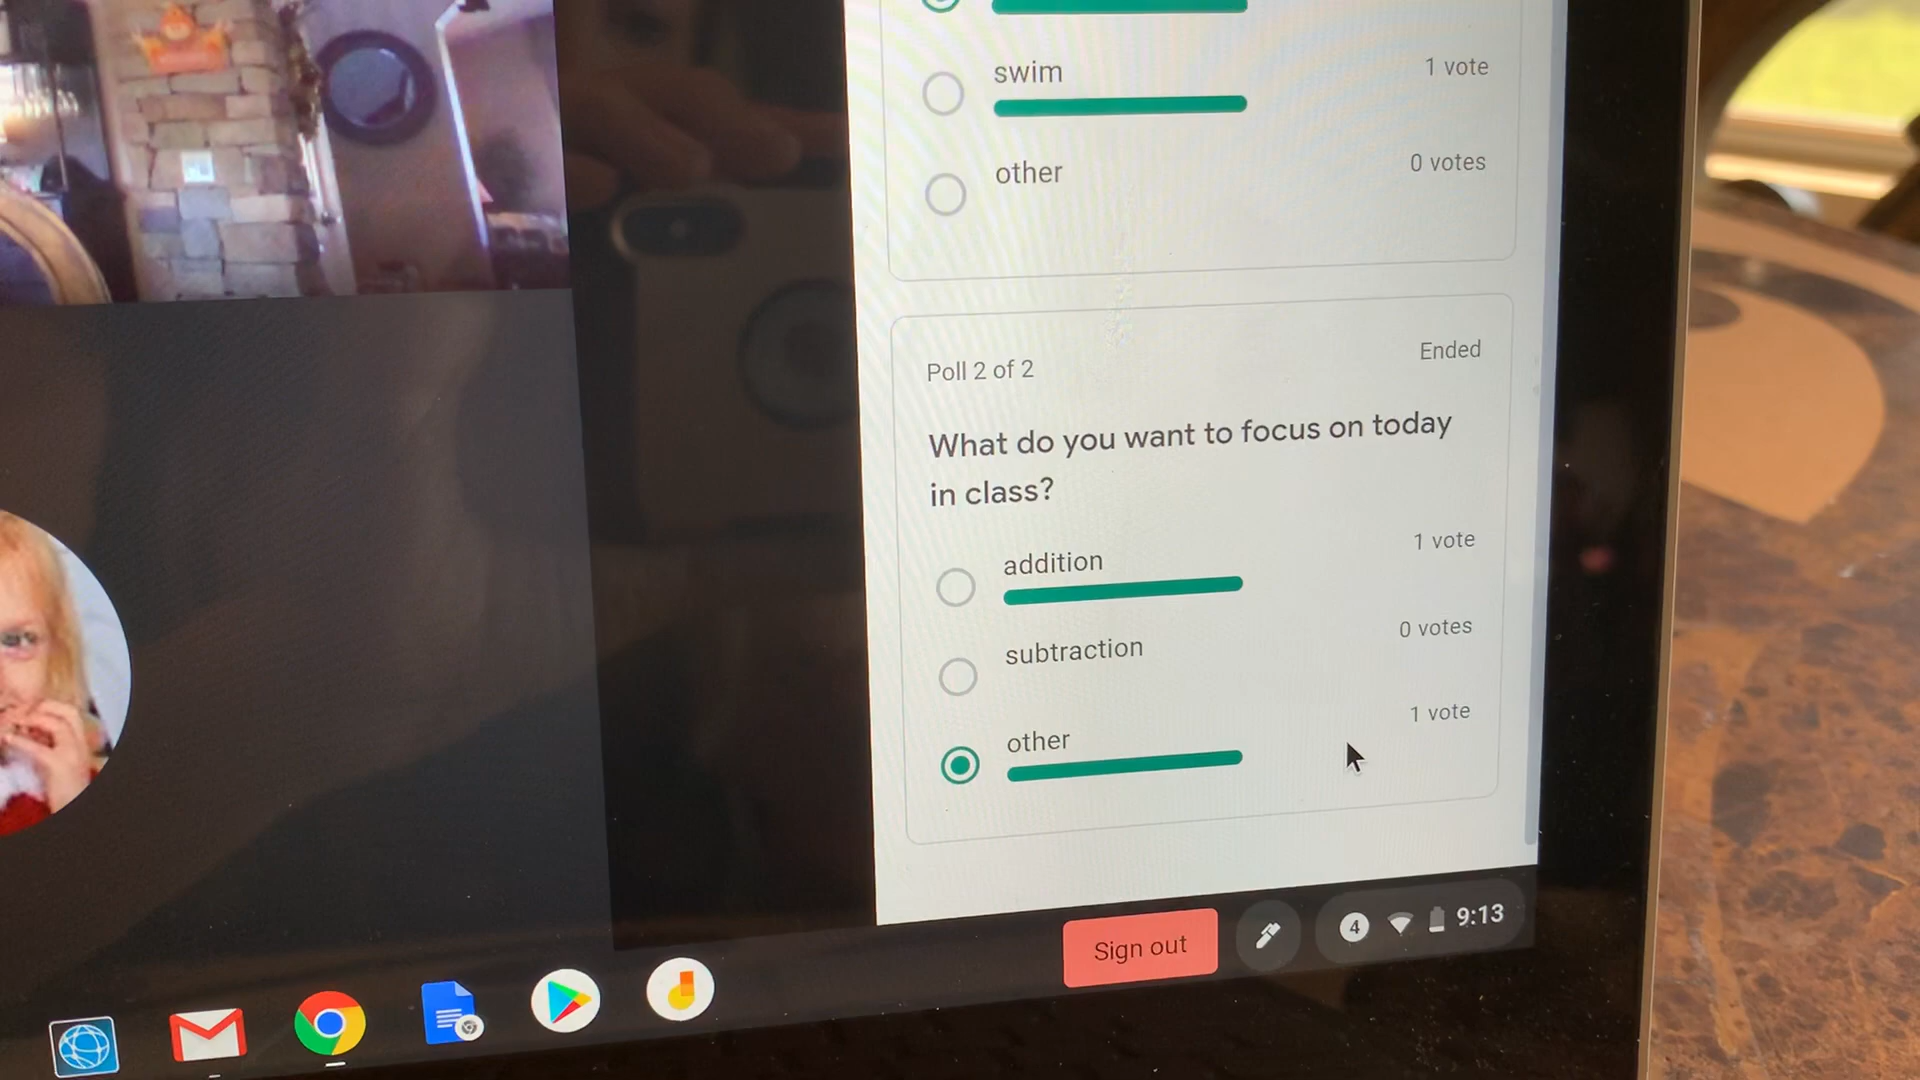 swim
1 vote
other
0 votes
Poll 2 of 2
Ended
What do you want to focus on today
in class?
addition
1 vote
subtraction
0 votes
other
1 vote
Sign out
4
9:13